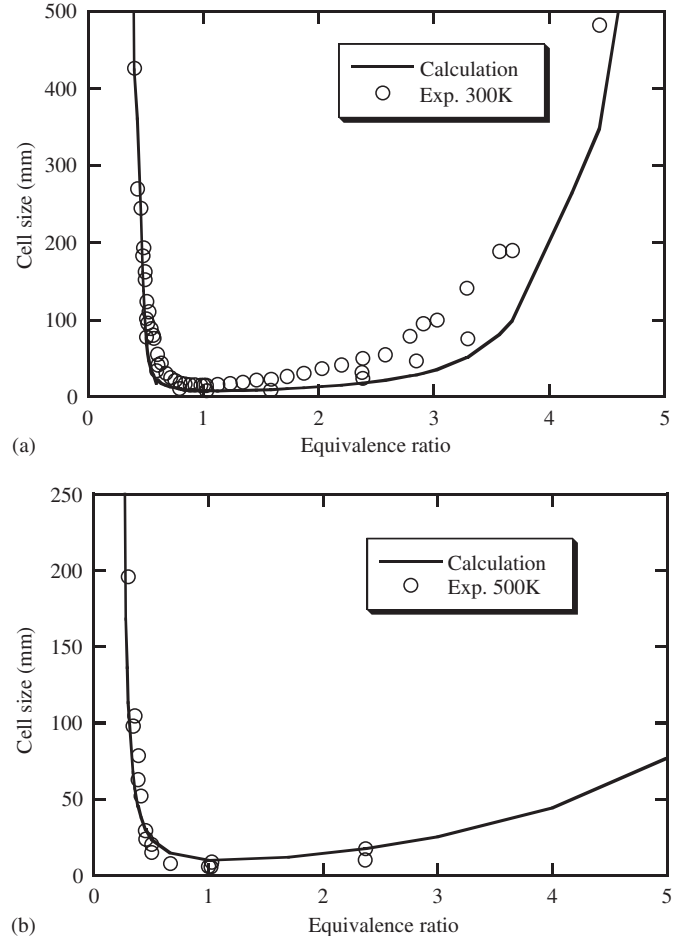 500
400
300
200
100
0
Cell size (mm)
Calculation
Exp. 300K
0 1 2 3 4 5
(a)
Equivalence ratio
250
200
150
100
50
0
Cell size (mm)
Calculation
Exp. 500K
0 1 2 3 4 5
(b)
Equivalence ratio